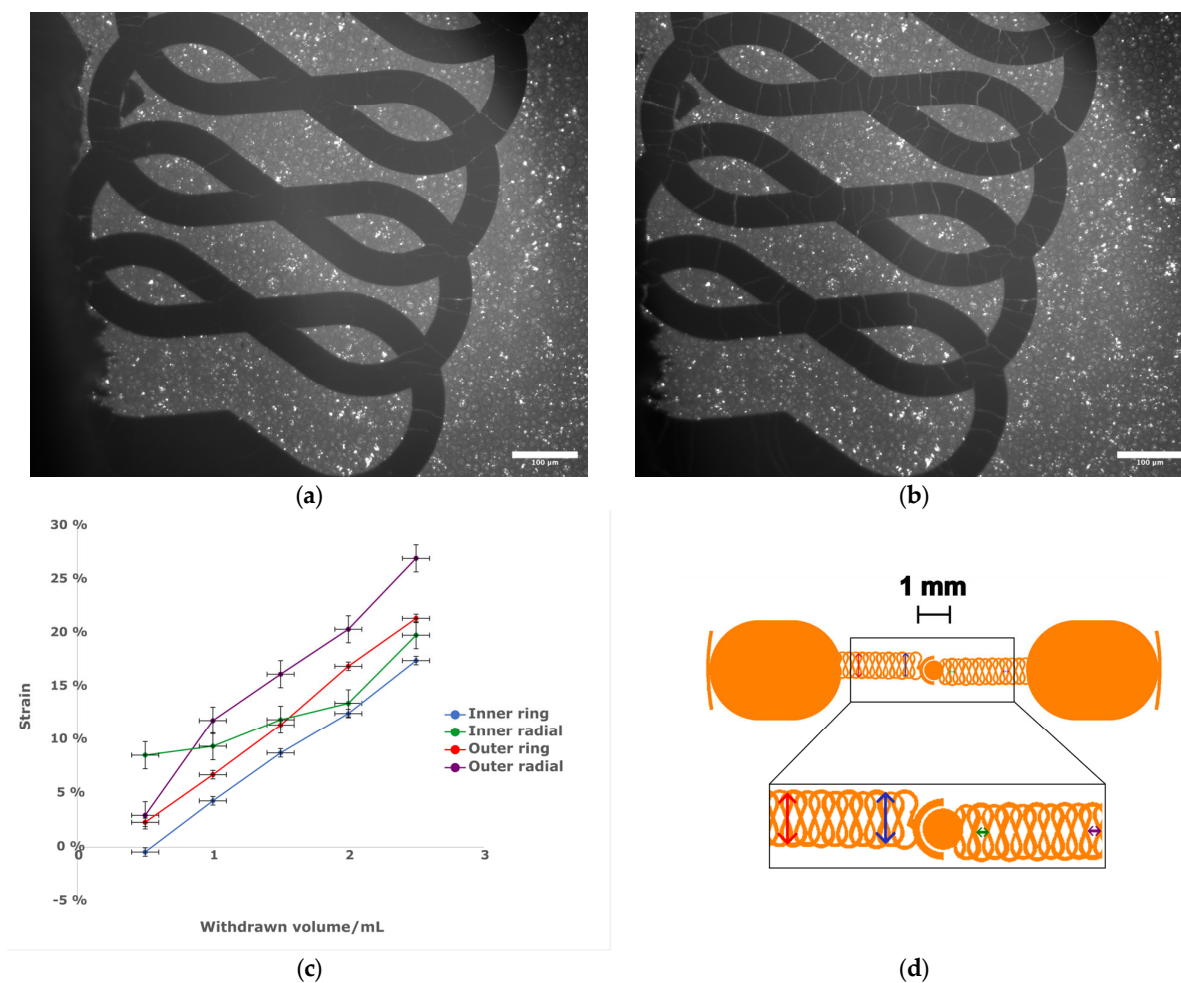 100 µm
100 µm
(a)
(b)
30 %
25 %
20 %
15 %
10 %
5 %
0 %
-5 %
0
1
2
3
Strain
Withdrawn volume/mL
Inner ring
Inner radial
Outer ring
Outer radial
1 mm
(c)
(d)